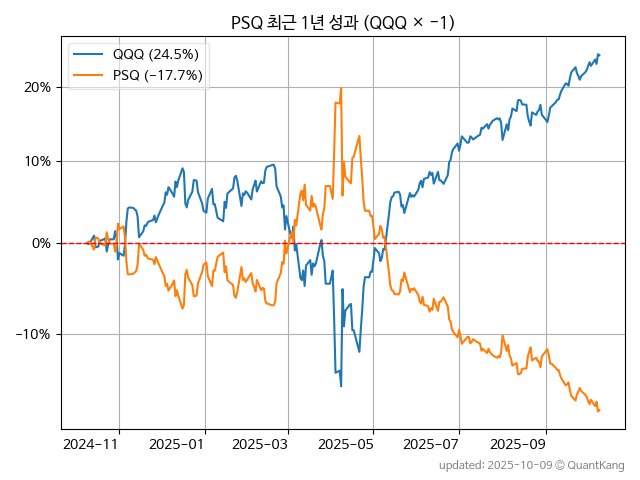 PSQ 최근 1년 성과 (QQQ × -1)
QQQ (24.5%)
PSQ (-17.7%)
20%
10%
0%
-10%
2024-11 2025-01 2025-03 2025-05 2025-07 2025-09
updated: 2025-10-09 © QuantKang